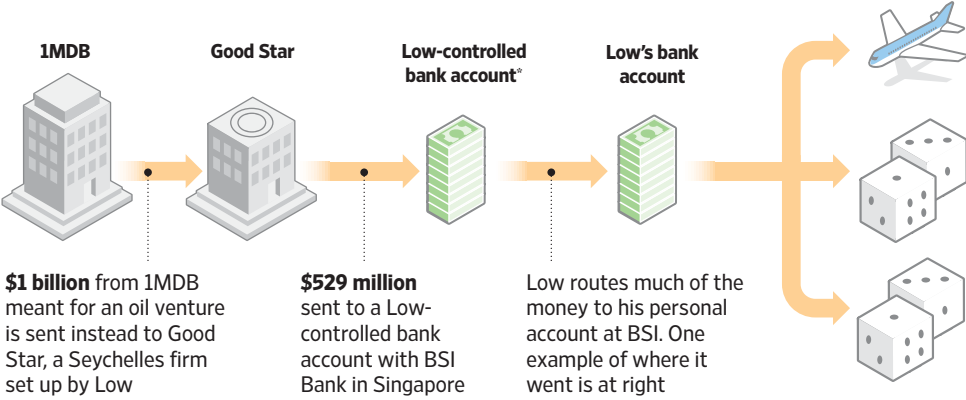 1MDB
Good Star
Low-controlled
bank account*
Low's bank
account
$1 billion from 1MDB
meant for an oil venture
is sent instead to Good
Star, a Seychelles firm
set up by Low
$529 million
sent to a Low-
controlled bank
account with BSI
Bank in Singapore
Low routes much of the
money to his personal
account at BSI. One
example of where it
went is at right